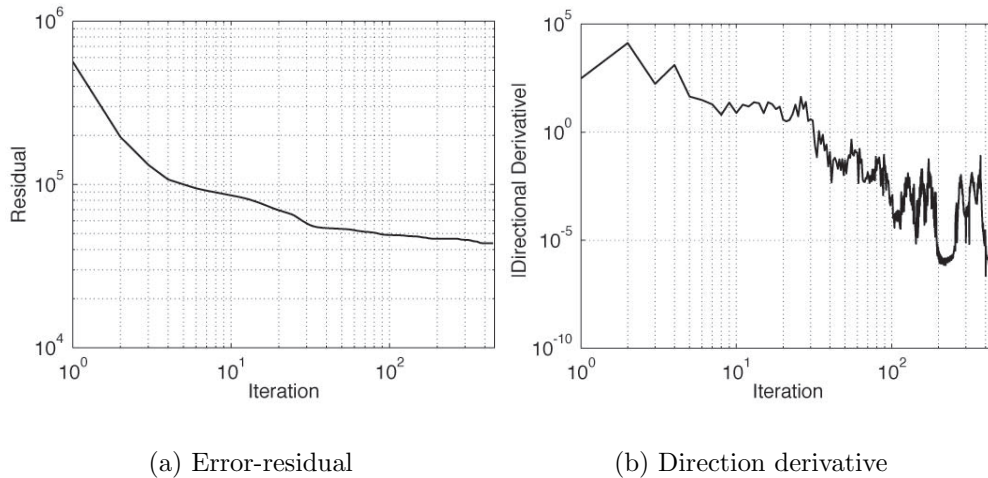 10^6
10^5
10^4
Residual
10^0 10^1 10^2
Iteration
(a) Error-residual
10^5
10^0
10^-5
10^-10
|Directional Derivative|
10^0 10^1 10^2
Iteration
(b) Direction derivative